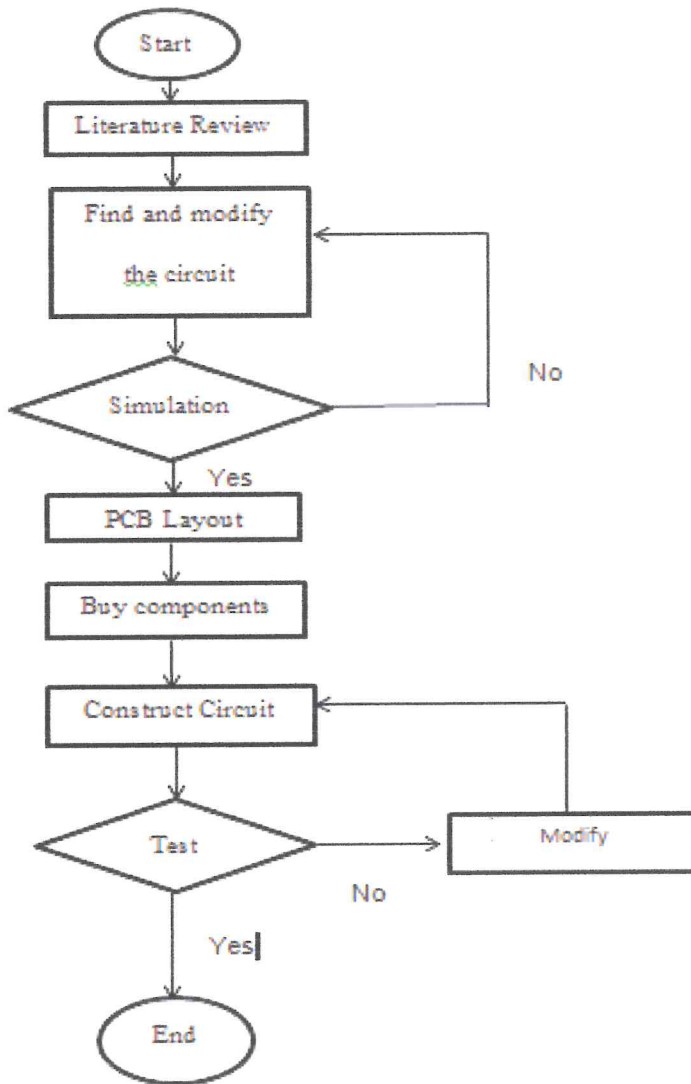 Start
Literature Review
Find and modify
the circuit
No
Simulation
Yes
PCB Layout
Buy components
Construct Circuit
Test
Modify
No
Yes
End